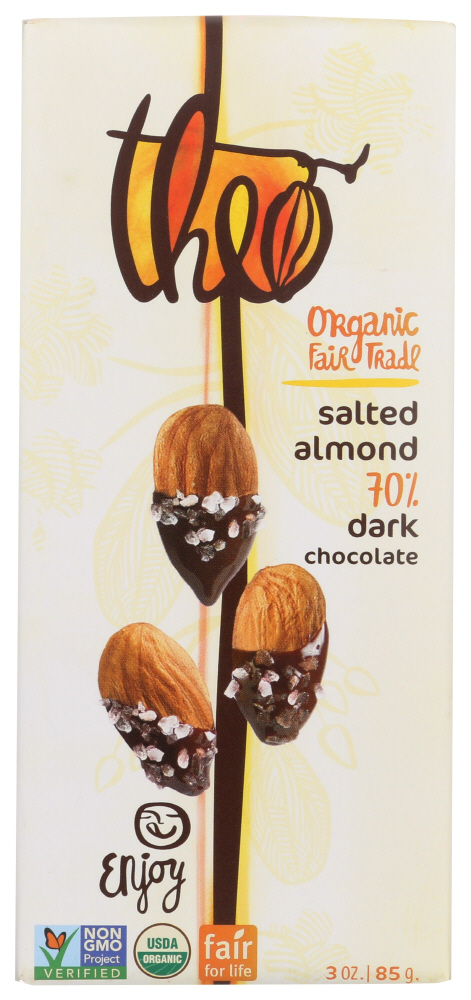 theo
Organic
Fair Trade
salted
almond
70%
dark
chocolate
Enjoy
NON
GMO
Project
VERIFIED
USDA
ORGANIC
fair
for life
3 OZ. | 85 g.